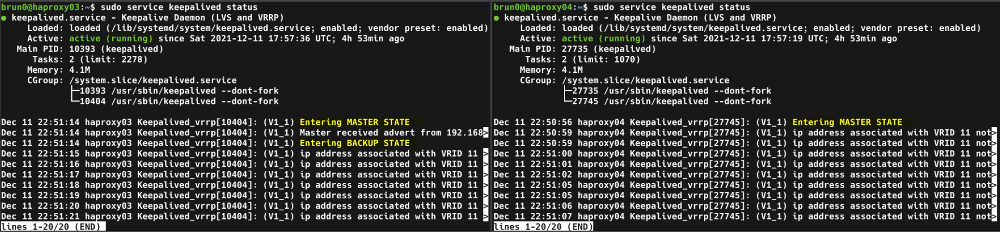 brun0@haproxy03:~$ sudo service keepalived status
● keepalived.service - Keepalive Daemon (LVS and VRRP)
     Loaded: loaded (/lib/systemd/system/keepalived.service; enabled; vendor preset: enabled)
     Active: active (running) since Sat 2021-12-11 17:57:36 UTC; 4h 53min ago
   Main PID: 10393 (keepalived)
      Tasks: 2 (limit: 2278)
     Memory: 4.1M
     CGroup: /system.slice/keepalived.service
             ├─10393 /usr/sbin/keepalived --dont-fork
             └─10404 /usr/sbin/keepalived --dont-fork
Dec 11 22:51:14 haproxy03 Keepalived_vrrp[10404]: (V1_1) Entering MASTER STATE
Dec 11 22:51:14 haproxy03 Keepalived_vrrp[10404]: (V1_1) Master received advert from 192.168>
Dec 11 22:51:14 haproxy03 Keepalived_vrrp[10404]: (V1_1) Entering BACKUP STATE
Dec 11 22:51:15 haproxy03 Keepalived_vrrp[10404]: (V1_1) ip address associated with VRID 11 >
Dec 11 22:51:16 haproxy03 Keepalived_vrrp[10404]: (V1_1) ip address associated with VRID 11 >
Dec 11 22:51:17 haproxy03 Keepalived_vrrp[10404]: (V1_1) ip address associated with VRID 11 >
Dec 11 22:51:18 haproxy03 Keepalived_vrrp[10404]: (V1_1) ip address associated with VRID 11 >
Dec 11 22:51:19 haproxy03 Keepalived_vrrp[10404]: (V1_1) ip address associated with VRID 11 >
Dec 11 22:51:20 haproxy03 Keepalived_vrrp[10404]: (V1_1) ip address associated with VRID 11 >
Dec 11 22:51:21 haproxy03 Keepalived_vrrp[10404]: (V1_1) ip address associated with VRID 11 >
lines 1-20/20 (END)
brun0@haproxy04:~$ sudo service keepalived status
● keepalived.service - Keepalive Daemon (LVS and VRRP)
     Loaded: loaded (/lib/systemd/system/keepalived.service; enabled; vendor preset: enabled)
     Active: active (running) since Sat 2021-12-11 17:57:19 UTC; 4h 53min ago
   Main PID: 27735 (keepalived)
      Tasks: 2 (limit: 1070)
     Memory: 4.1M
     CGroup: /system.slice/keepalived.service
             ├─27735 /usr/sbin/keepalived --dont-fork
             └─27745 /usr/sbin/keepalived --dont-fork
Dec 11 22:50:56 haproxy04 Keepalived_vrrp[27745]: (V1_1) Entering MASTER STATE
Dec 11 22:50:59 haproxy04 Keepalived_vrrp[27745]: (V1_1) ip address associated with VRID 11 not>
Dec 11 22:50:59 haproxy04 Keepalived_vrrp[27745]: (V1_1) ip address associated with VRID 11 not>
Dec 11 22:51:00 haproxy04 Keepalived_vrrp[27745]: (V1_1) ip address associated with VRID 11 not>
Dec 11 22:51:01 haproxy04 Keepalived_vrrp[27745]: (V1_1) ip address associated with VRID 11 not>
Dec 11 22:51:02 haproxy04 Keepalived_vrrp[27745]: (V1_1) ip address associated with VRID 11 not>
Dec 11 22:51:05 haproxy04 Keepalived_vrrp[27745]: (V1_1) ip address associated with VRID 11 not>
Dec 11 22:51:05 haproxy04 Keepalived_vrrp[27745]: (V1_1) ip address associated with VRID 11 not>
Dec 11 22:51:06 haproxy04 Keepalived_vrrp[27745]: (V1_1) ip address associated with VRID 11 not>
Dec 11 22:51:07 haproxy04 Keepalived_vrrp[27745]: (V1_1) ip address associated with VRID 11 not>
lines 1-20/20 (END)